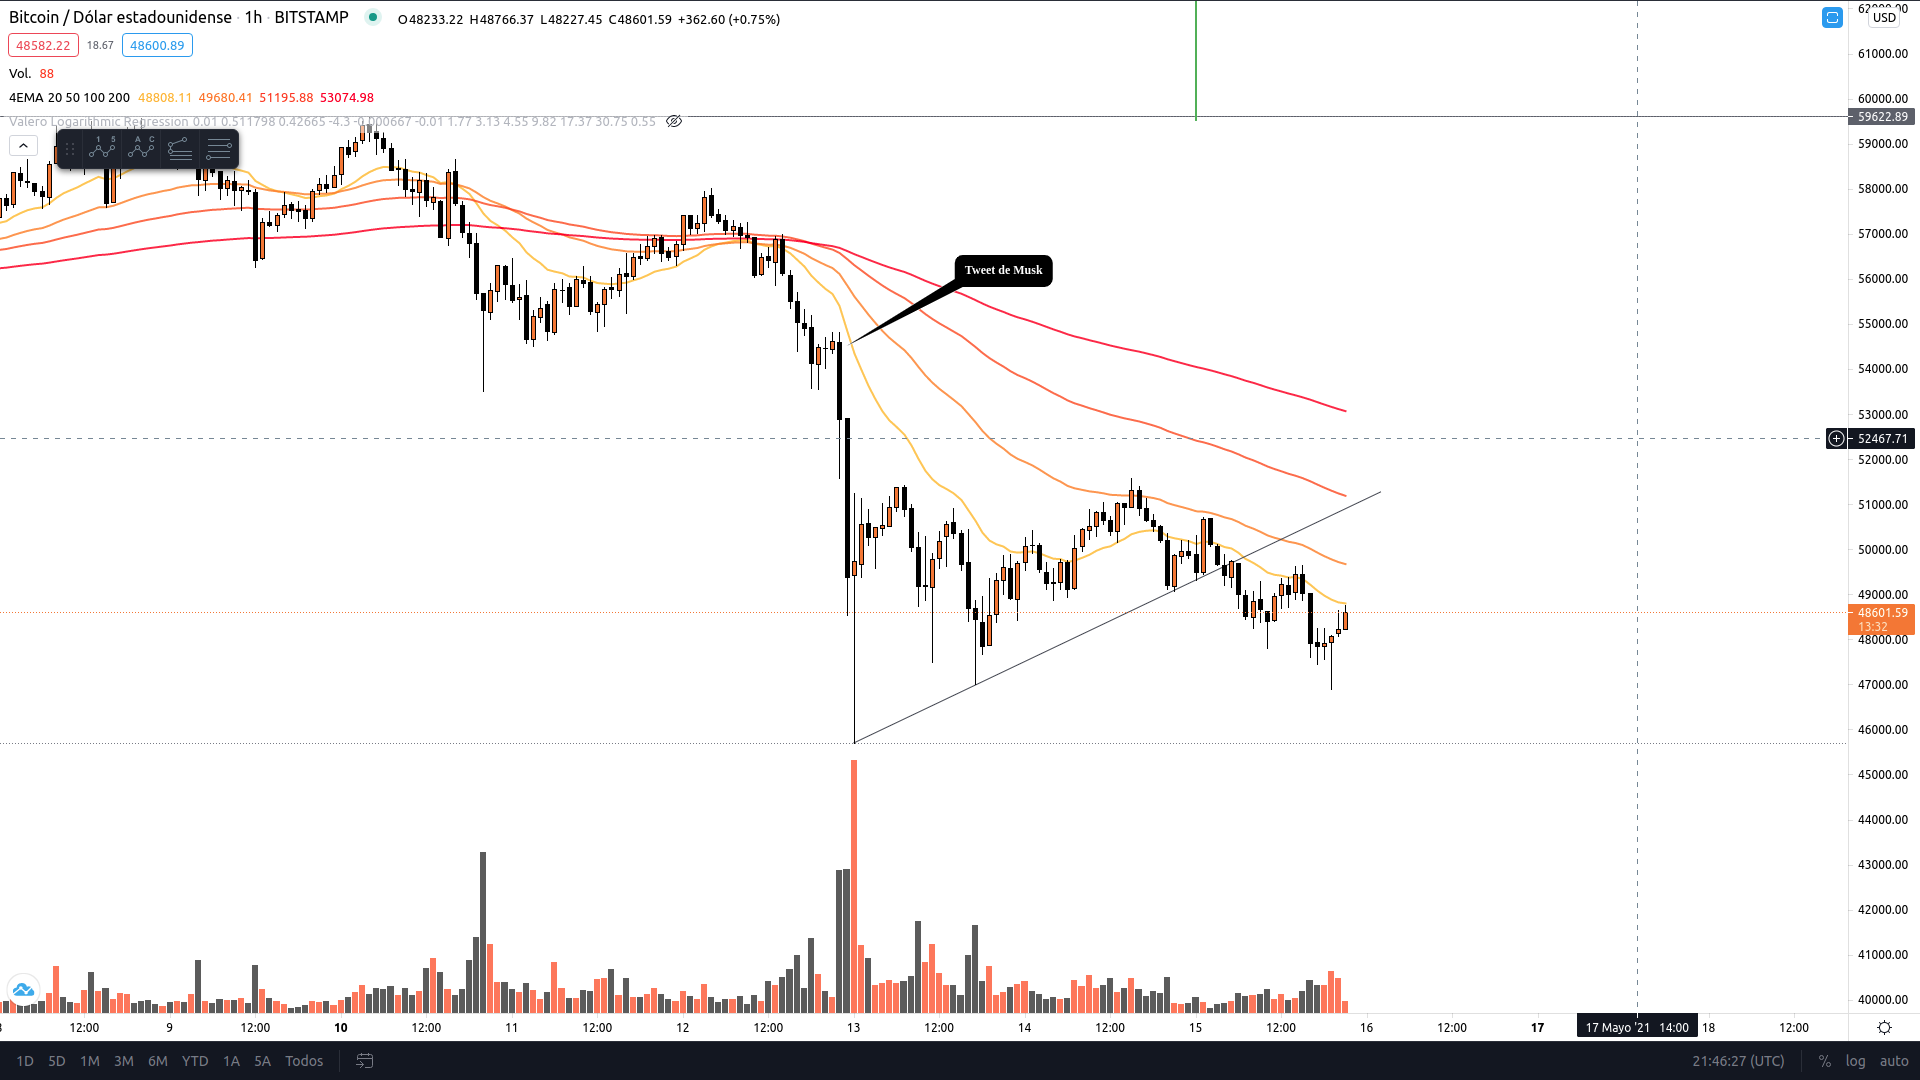 Bitcoin / Dólar estadounidense · 1h · BITSTAMP O48233.22 H48766.37 L48227.45 C48601.59 +362.60 (+0.75%)
48582.22 18.67 48600.89
Vol. 88
4EMA 20 50 100 200 48808.11 49680.41 51195.88 53074.98
Valero Logarithmic Regression 0.01 0.511798 0.42665 -4.3 -0.000667 -0.01 1.77 3.13 4.55 9.82 17.37 30.75 0.55
1 5
A C
Tweet de Musk
USD
62000.00
61000.00
60000.00
59622.89
59000.00
58000.00
57000.00
56000.00
55000.00
54000.00
53000.00
52467.71
52000.00
51000.00
50000.00
49000.00
48601.59
13:32
48000.00
47000.00
46000.00
45000.00
44000.00
43000.00
42000.00
41000.00
40000.00
12:00 9 12:00 10 12:00 11 12:00 12 12:00 13 12:00 14 12:00 15 12:00 16 12:00 17 17 Mayo '21 14:00 18 12:00
1D 5D 1M 3M 6M YTD 1A 5A Todos 21:46:27 (UTC) % log auto